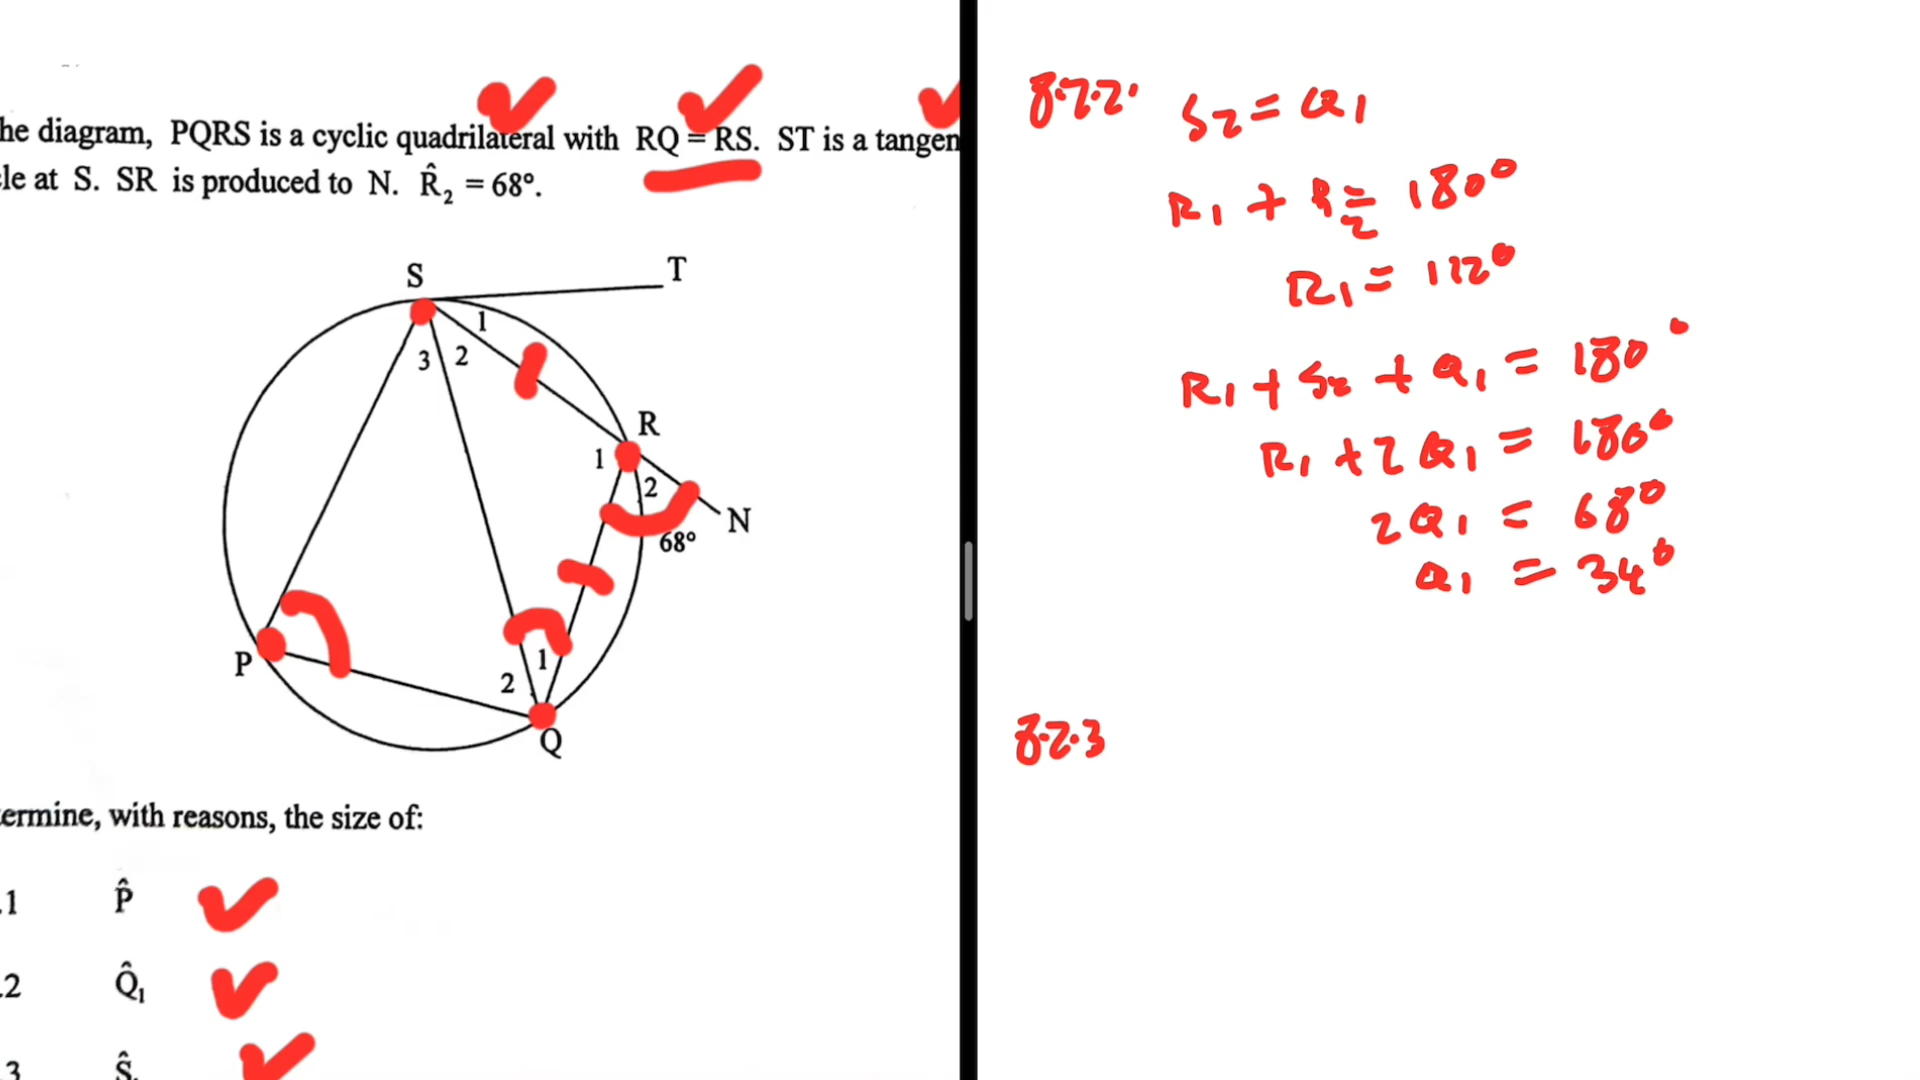 he diagram, PQRS is a cyclic quadrilateral with RQ = RS. ST is a tangen
le at S. SR is produced to N. R̂₂ = 68°.
S
T
1
3 2
R
1
2
N
68°
P
2
1
Q
ermine, with reasons, the size of:
.1 P̂
.2 Q̂₁
.3 Ŝ
8.2.2.
S2 = Q1
R1 + R2 = 180°
R1 = 112°
R1 + S2 + Q1 = 180°
R1 + 2Q1 = 180°
2Q1 = 68°
Q1 = 34°
8.2.3